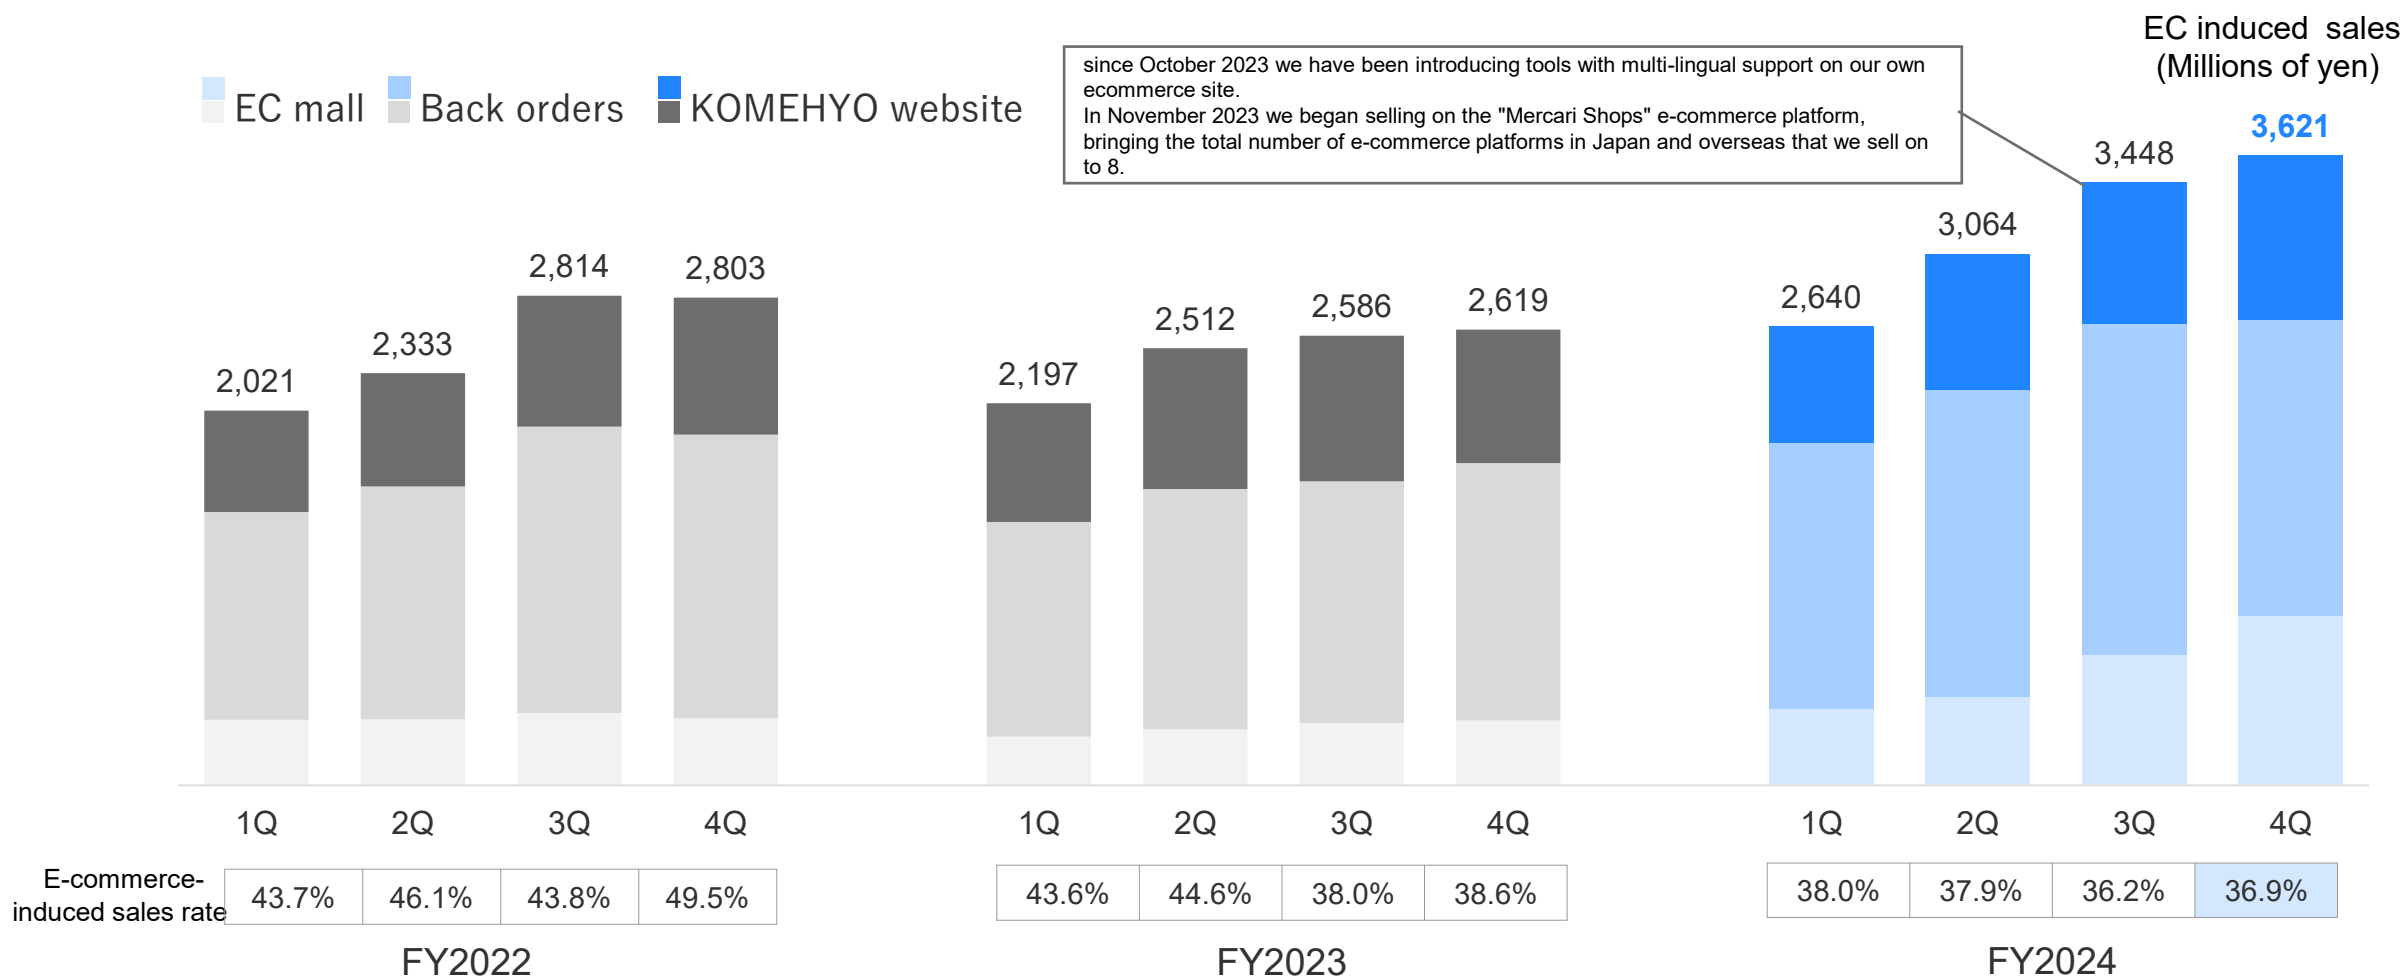 EC induced sales
(Millions of yen)
EC mall
Back orders
KOMEHYO website
since October 2023 we have been introducing tools with multi-lingual support on our own
ecommerce site.
In November 2023 we began selling on the "Mercari Shops" e-commerce platform,
bringing the total number of e-commerce platforms in Japan and overseas that we sell on
to 8.
2,021
2,333
2,814
2,803
2,197
2,512
2,586
2,619
2,640
3,064
3,448
3,621
1Q 2Q 3Q 4Q 1Q 2Q 3Q 4Q 1Q 2Q 3Q 4Q
E-commerce-
induced sales rate
43.7% 46.1% 43.8% 49.5% 43.6% 44.6% 38.0% 38.6% 38.0% 37.9% 36.2% 36.9%
FY2022 FY2023 FY2024